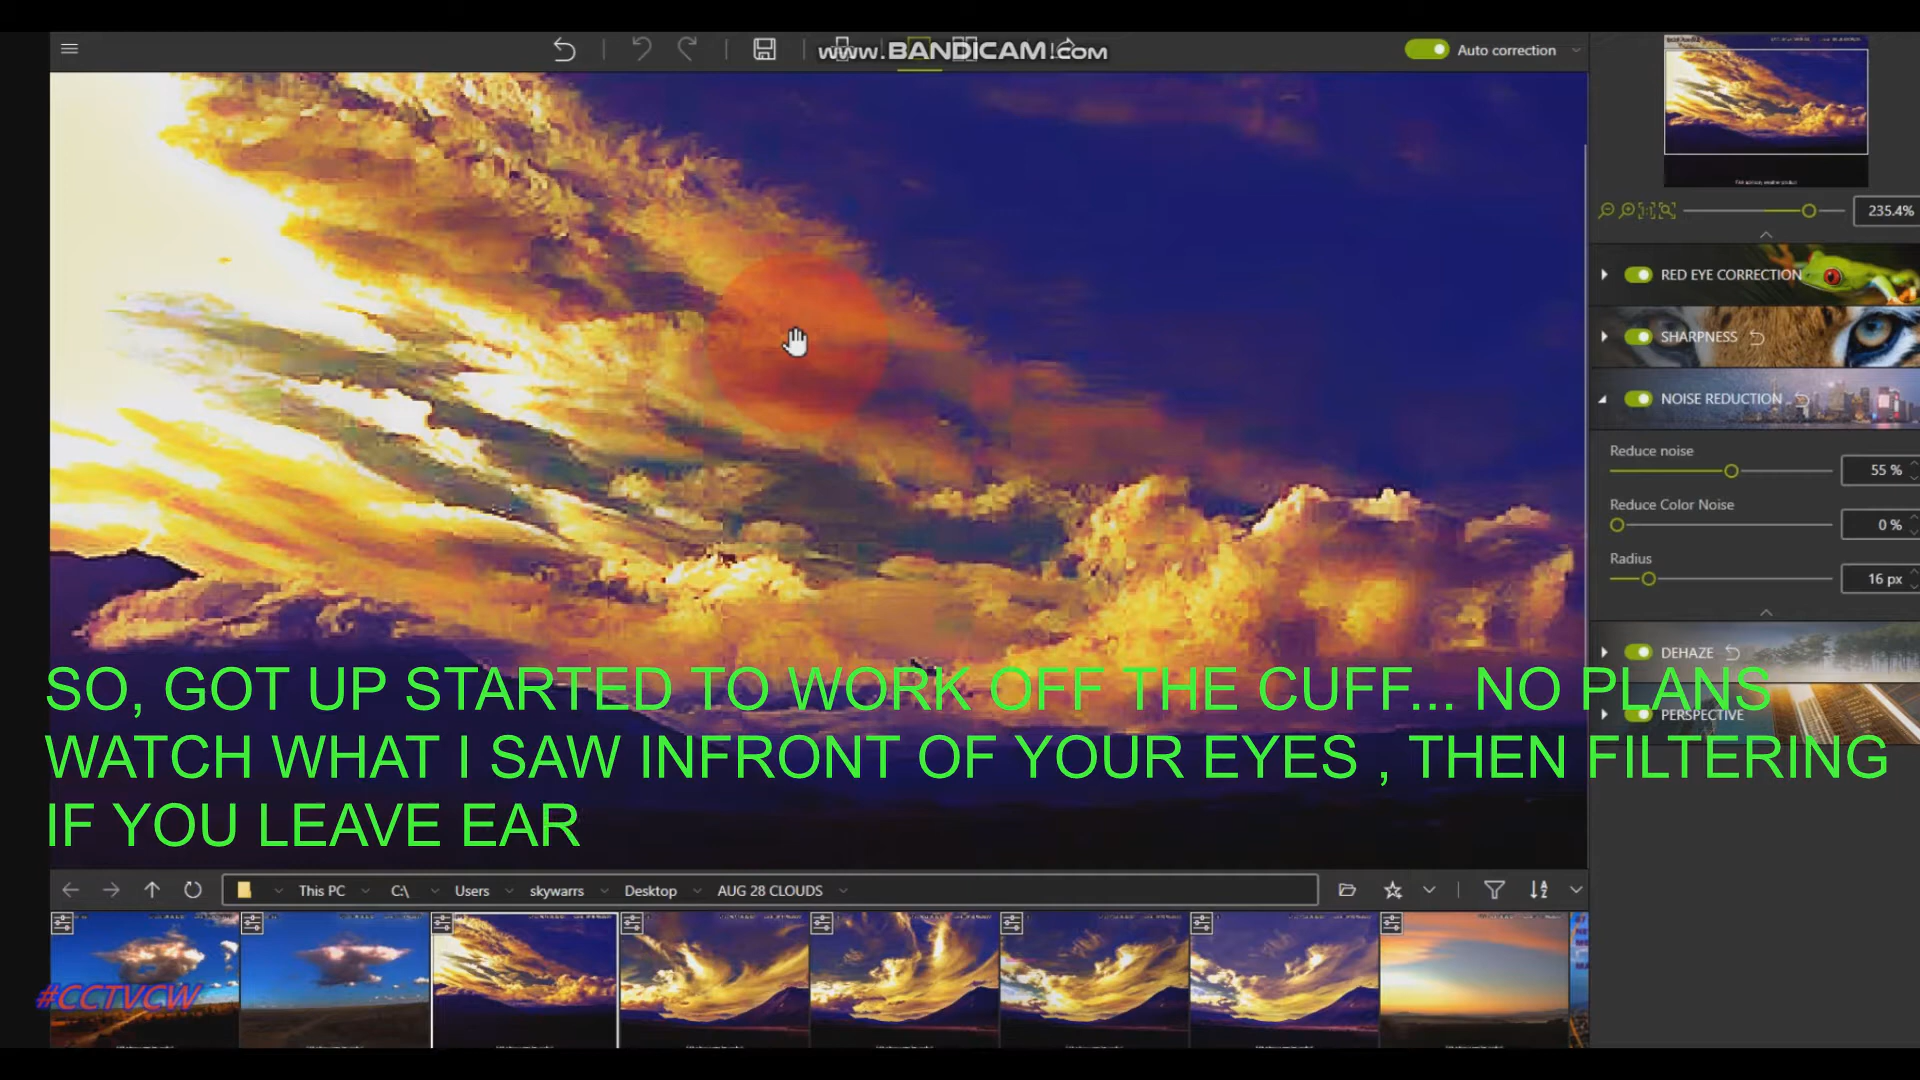 www.BANDICAM.com
Auto correction
235.4%
RED EYE CORRECTION
SHARPNESS
NOISE REDUCTION
Reduce noise
55 %
Reduce Color Noise
0 %
Radius
16 px
DEHAZE
PERSPECTIVE
SO, GOT UP STARTED TO WORK OFF THE CUFF... NO PLANS
WATCH WHAT I SAW INFRONT OF YOUR EYES , THEN FILTERING
IF YOU LEAVE EAR
This PC C:\ Users skywarrs Desktop AUG 28 CLOUDS
#CCTVCW